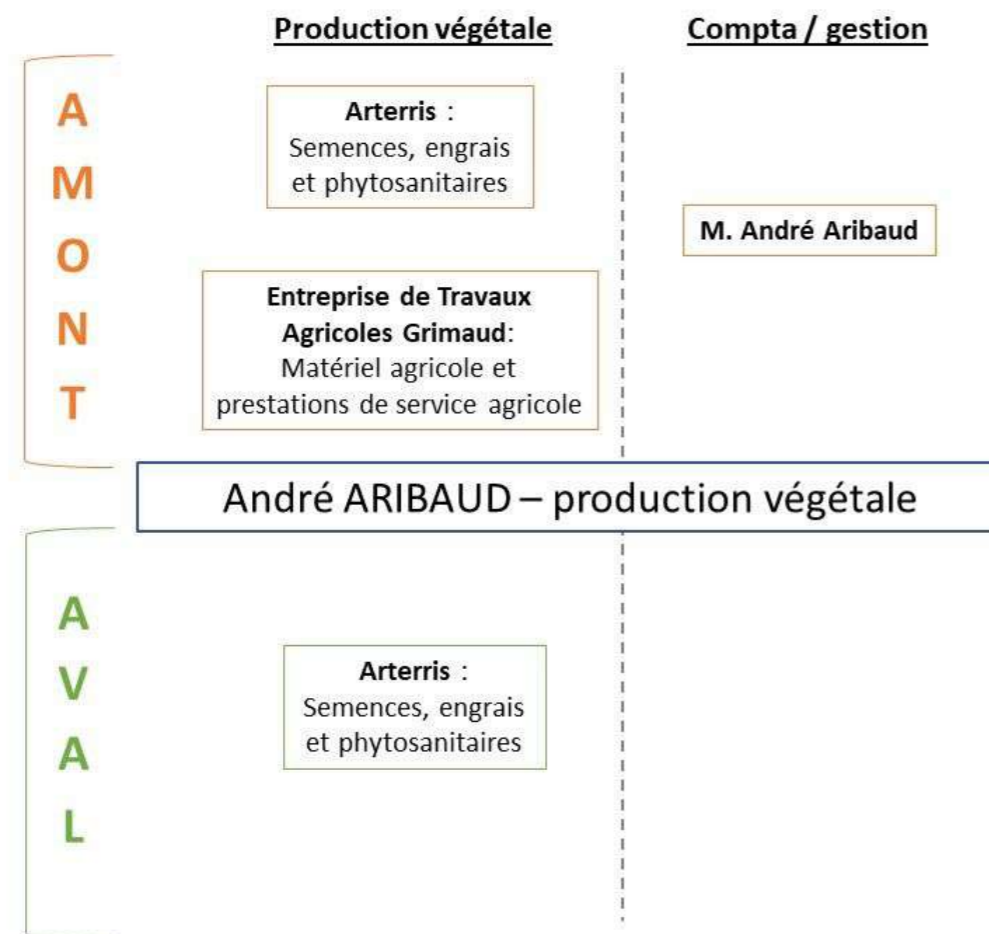 Production végétale
Compta / gestion
A
M
O
N
T
Arterris :
Semences, engrais
et phytosanitaires
M. André Aribaud
Entreprise de Travaux
Agricoles Grimaud:
Matériel agricole et
prestations de service agricole
André ARIBAUD – production végétale
A
V
A
L
Arterris :
Semences, engrais
et phytosanitaires